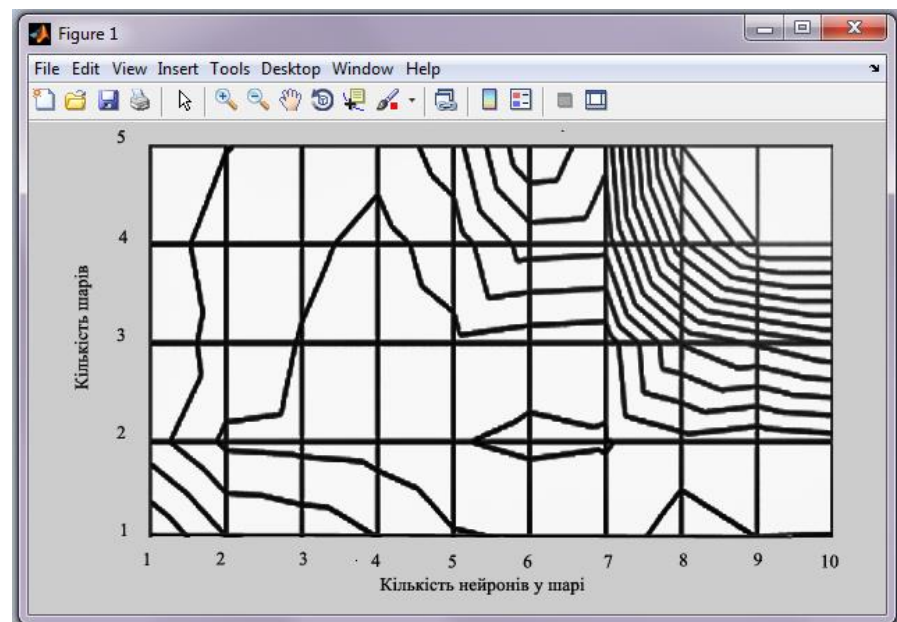 Figure 1
File Edit View Insert Tools Desktop Window Help
5
4
3
2
1
Кількість шарів
1 2 3 4 5 6 7 8 9 10
Кількість нейронів у шарі